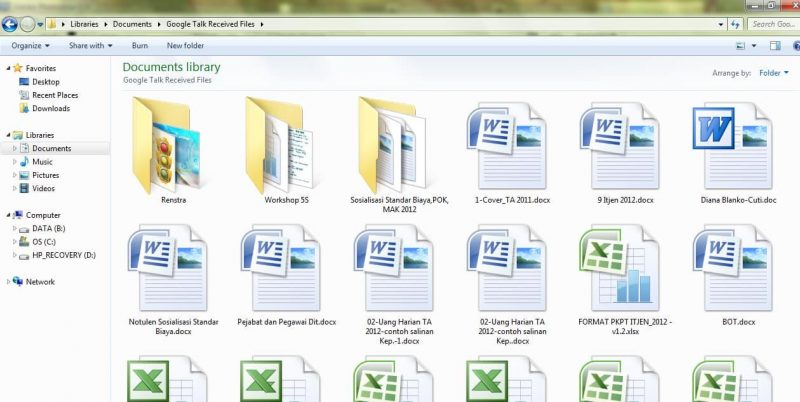 Libraries ▸ Documents ▸ Google Talk Received Files ▸
Search Goo...
Organize ▾ Share with ▾ Burn New folder
Favorites
Desktop
Recent Places
Downloads
Libraries
Documents
Music
Pictures
Videos
Computer
DATA (B:)
OS (C:)
HP_RECOVERY (D:)
Network
Documents library
Google Talk Received Files
Arrange by: Folder ▾
Renstra
Workshop 5S
Sosialisasi Standar Biaya,POK,
MAK 2012
1-Cover_TA 2011.docx
9 Itjen 2012.docx
Diana Blanko-Cuti.doc
Notulen Sosialisasi Standar
Biaya.docx
Pejabat dan Pegawai Dit.docx
02-Uang Harian TA
2012-contoh salinan
Kep.-1.docx
02-Uang Harian TA
2012-contoh salinan
Kep..docx
FORMAT PKPT ITJEN_2012 -
v1.2.xlsx
BOT.docx